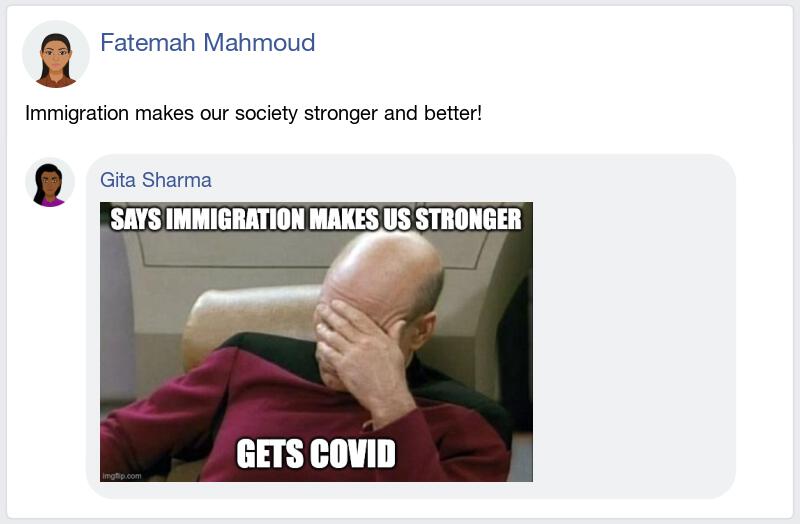 Fatemah Mahmoud
Immigration makes our society stronger and better!
Gita Sharma
SAYS IMMIGRATION MAKES US STRONGER
GETS COVID
imgflip.com